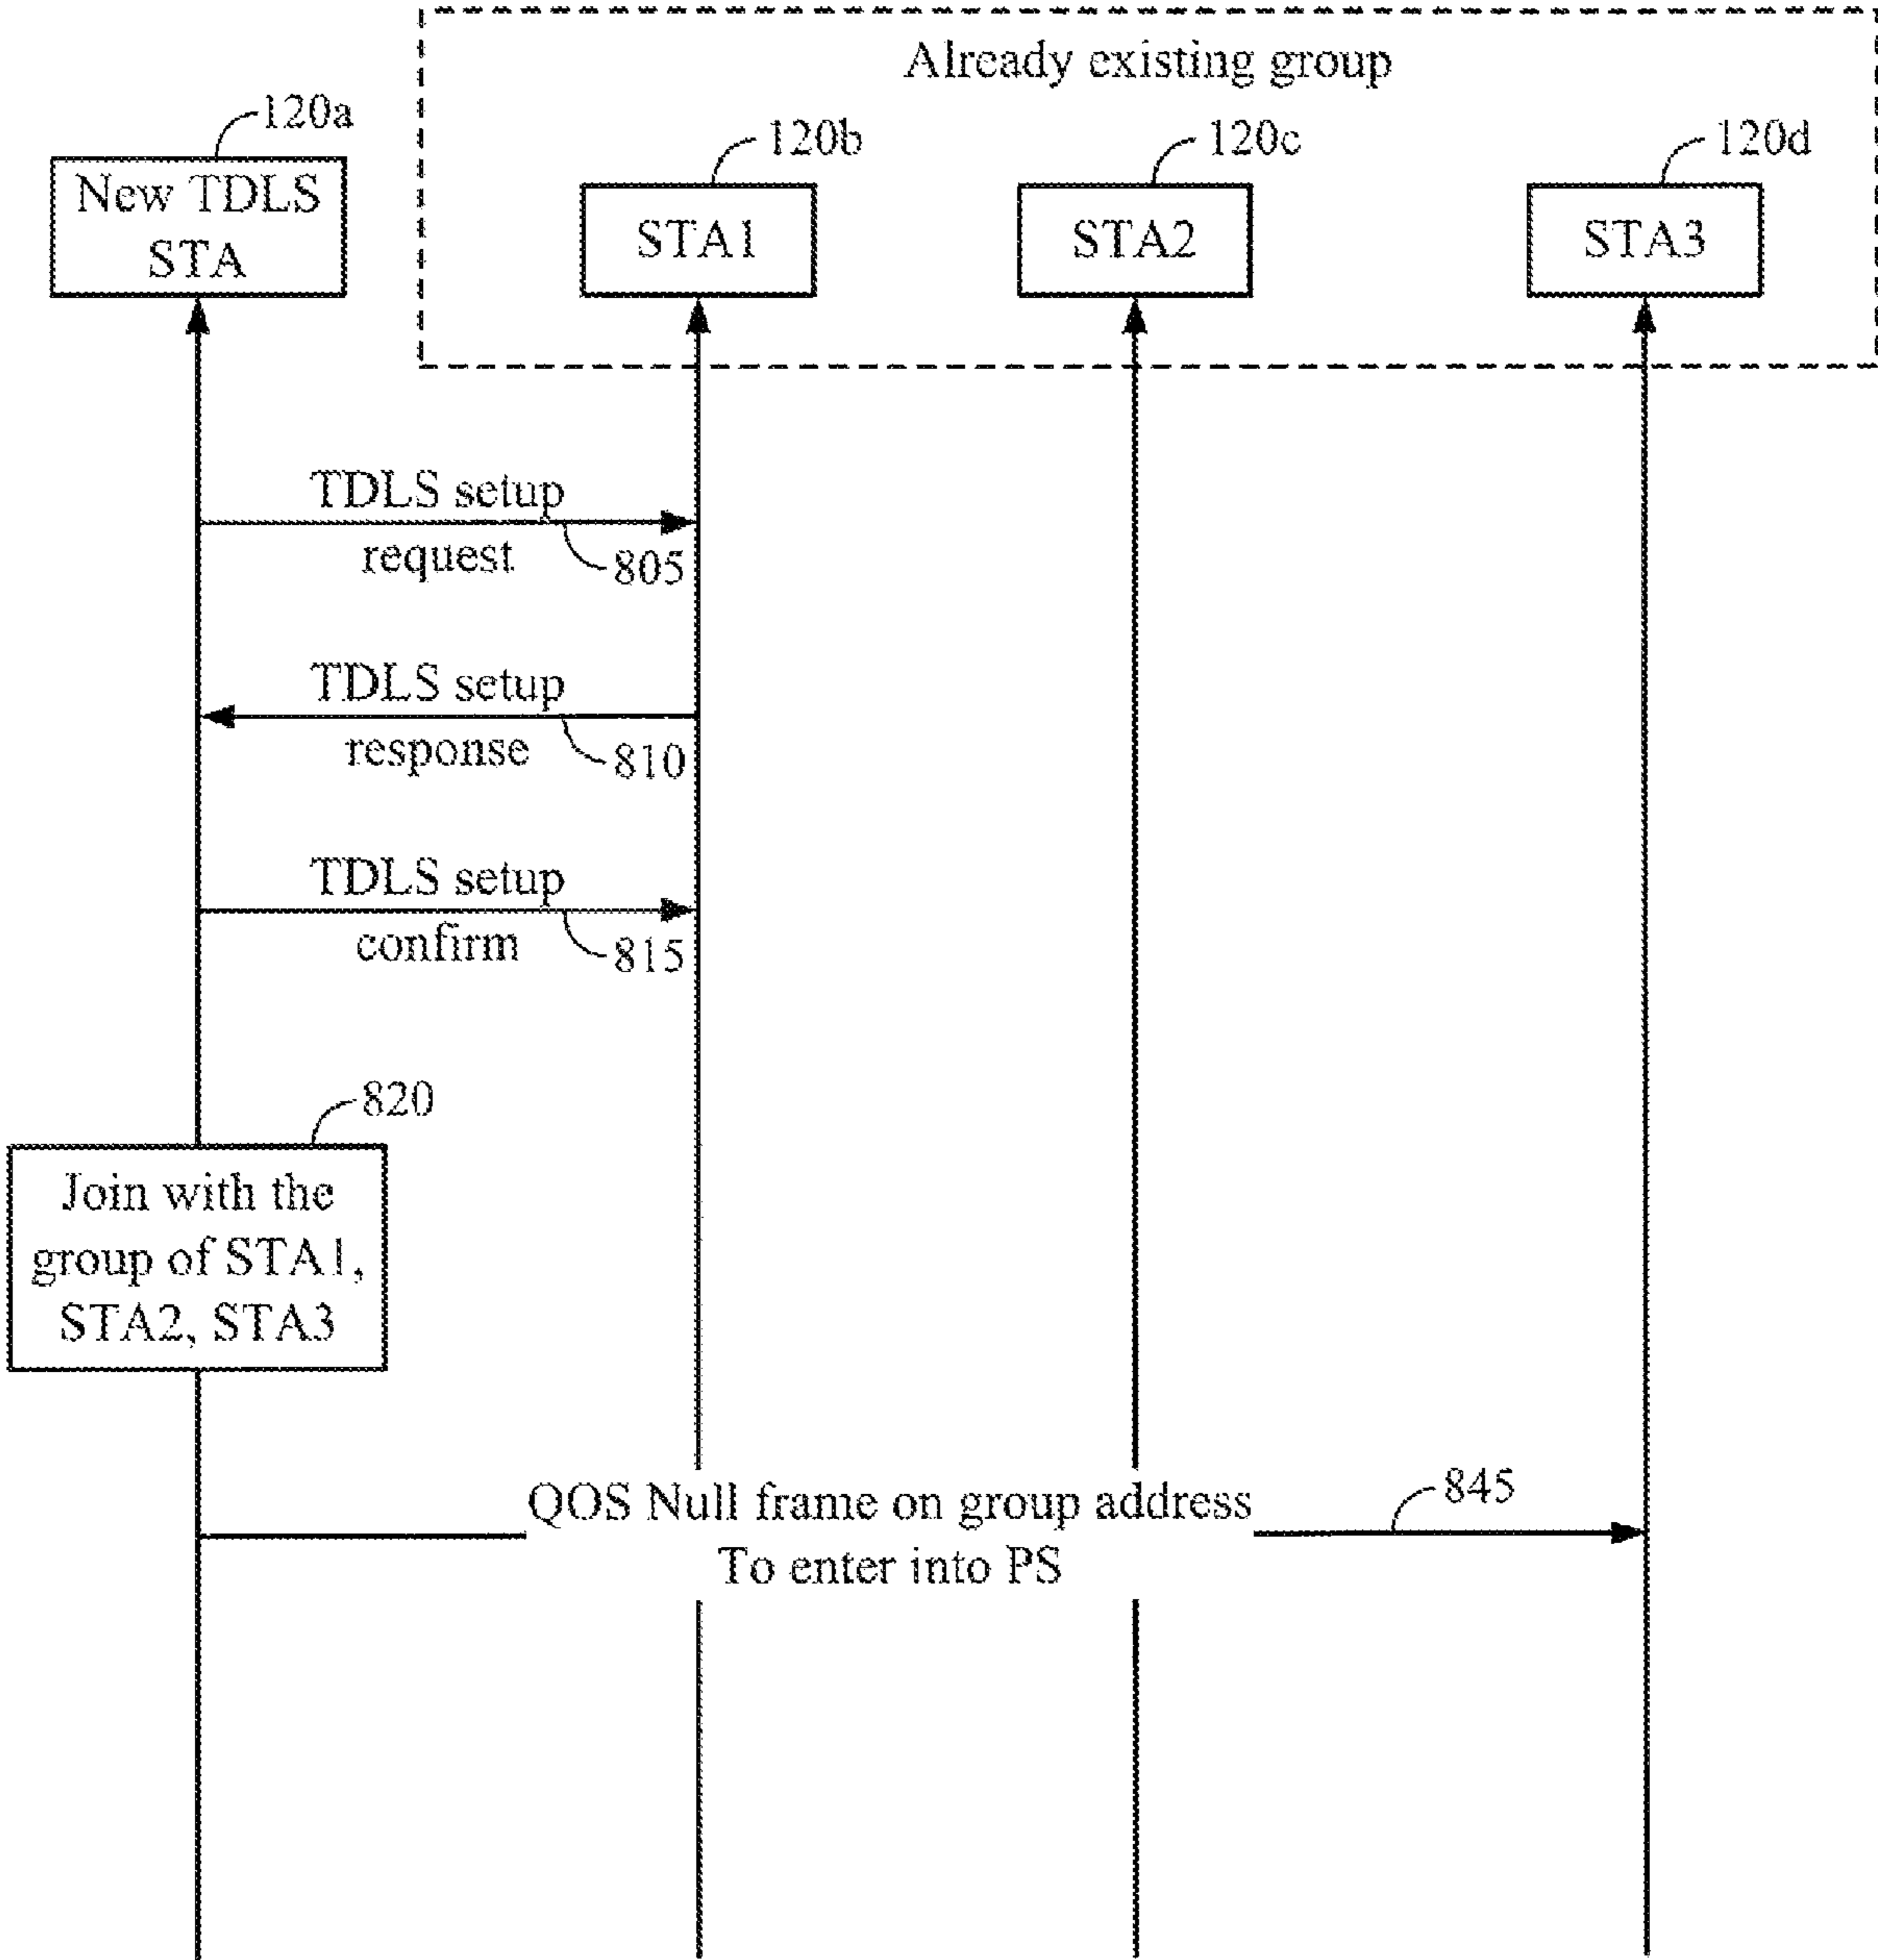 Already existing group
120a
120b
120c
120d
New TDLS
STA
STA1
STA2
STA3
TDLS setup
request
805
TDLS setup
response
810
TDLS setup
confirm
815
820
Join with the
group of STA1,
STA2, STA3
QOS Null frame on group address
To enter into PS
845